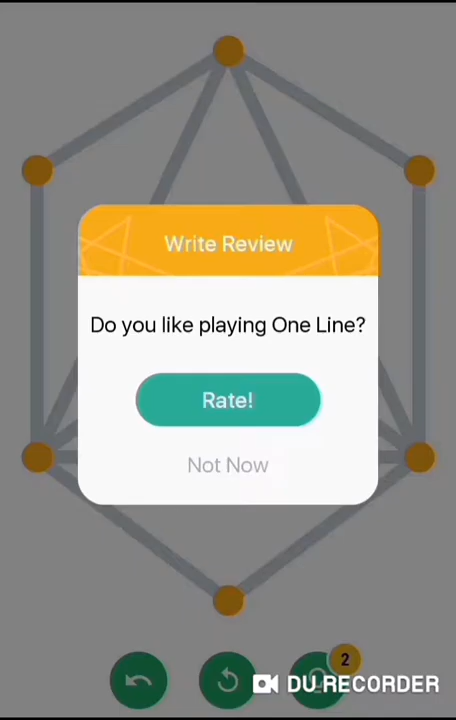 Write Review
Do you like playing One Line?
Rate!
Not Now
2
DU RECORDER